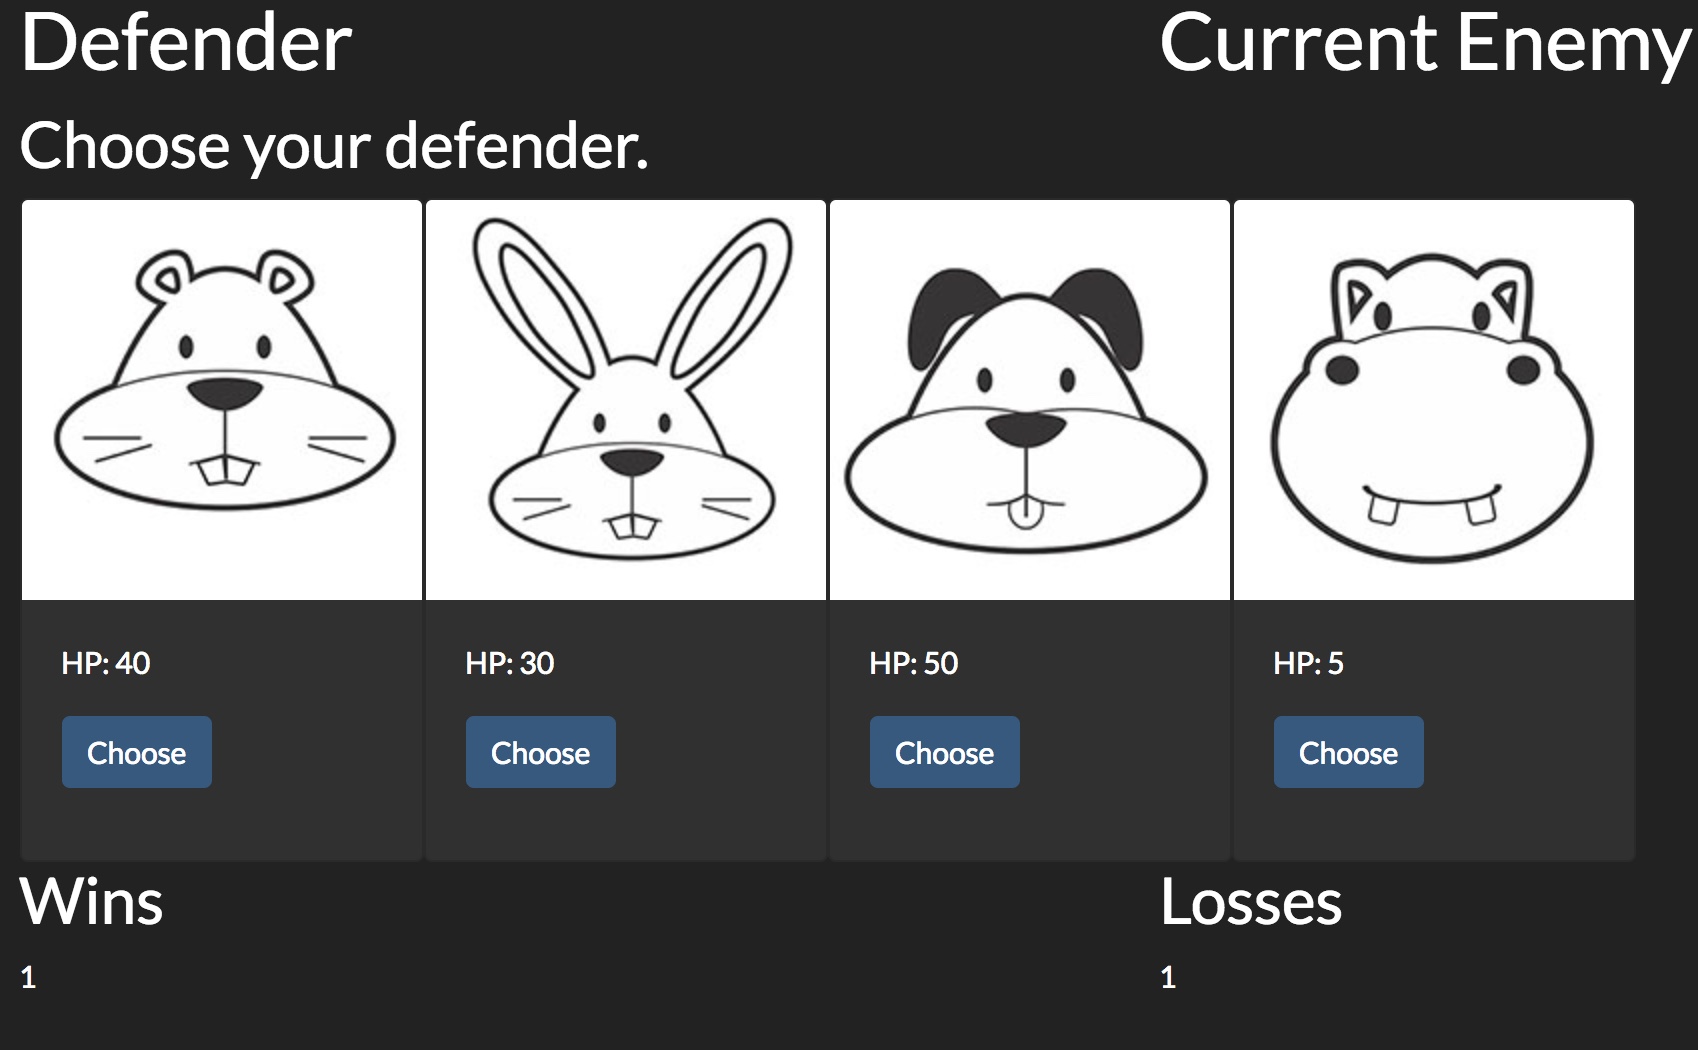 Defender
Current Enemy
Choose your defender.
HP: 40
HP: 30
HP: 50
HP: 5
Choose
Choose
Choose
Choose
Wins
Losses
1
1